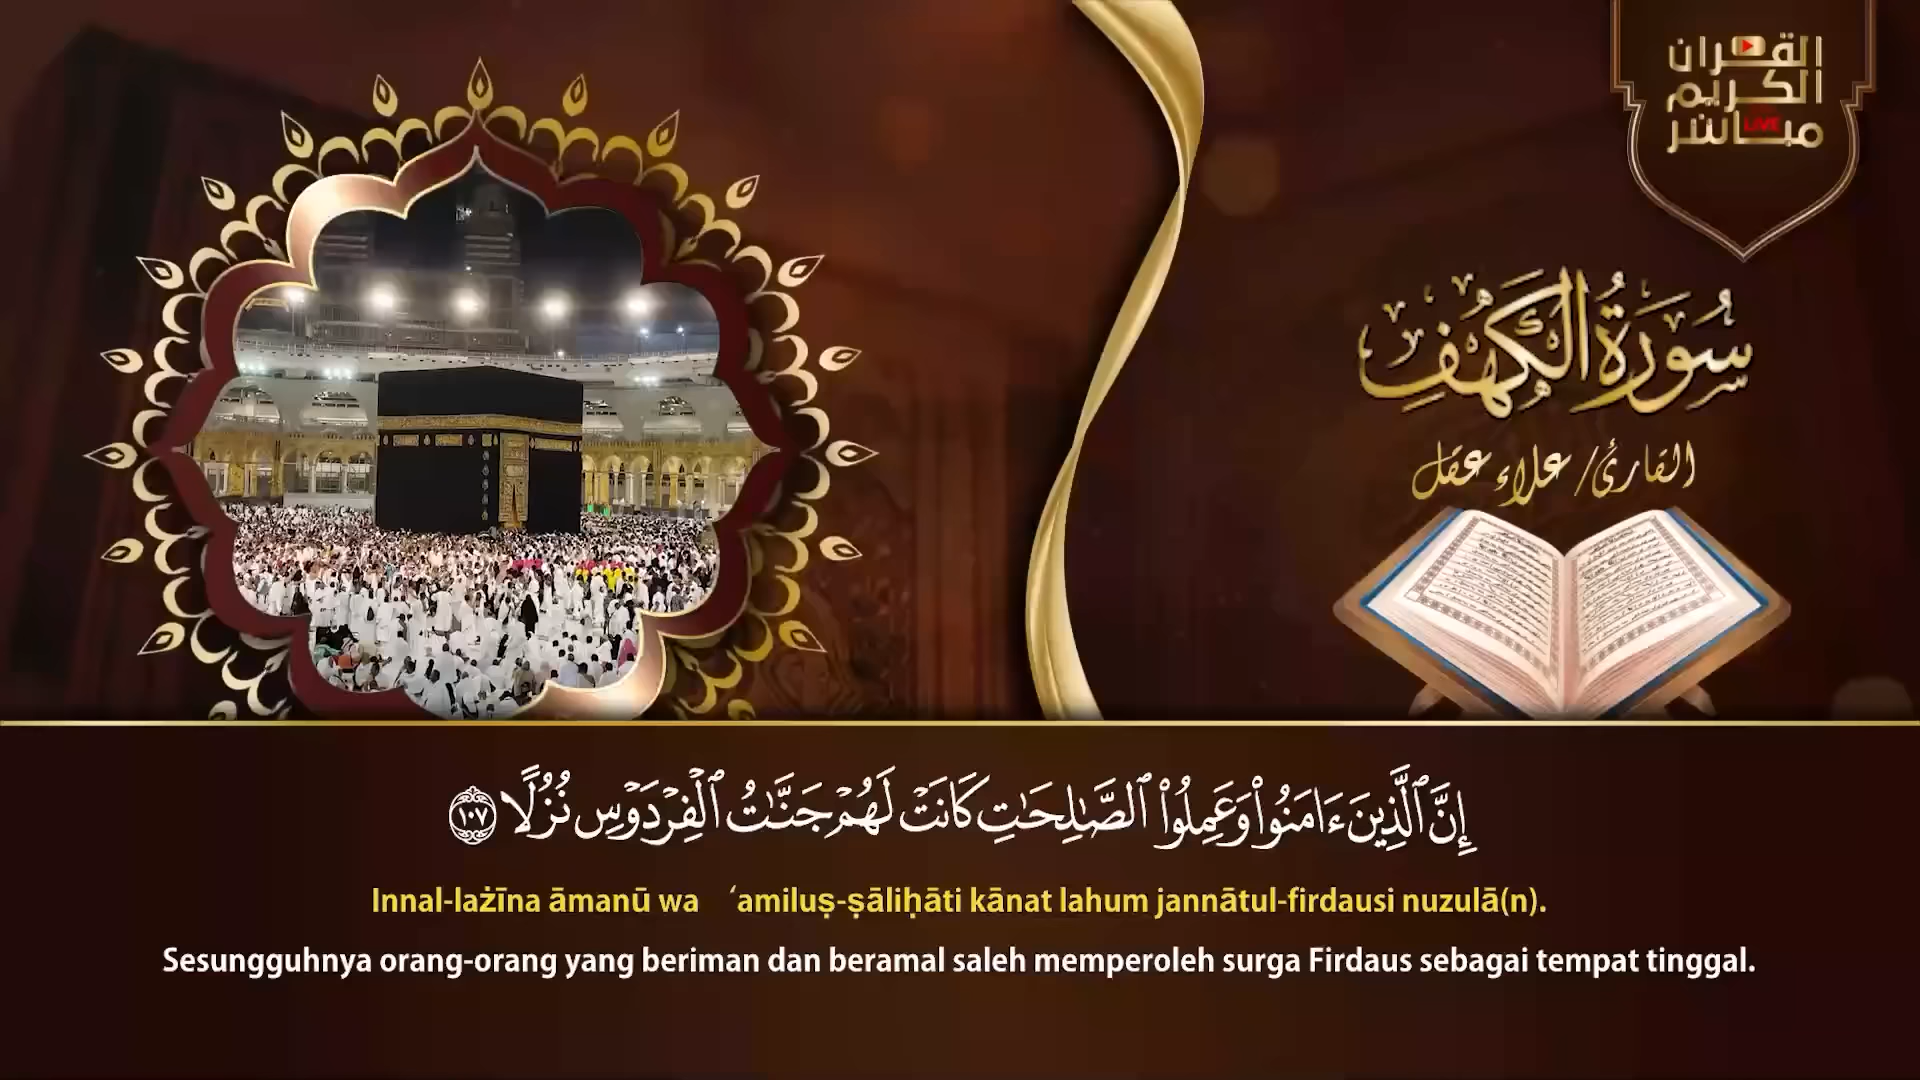 القرآن
الكريم
مباشر
LIVE
سُورَةُ الكَهْفِ
القارئ/ علاء عقل
إِنَّ ٱلَّذِينَ ءَامَنُوا۟ وَعَمِلُوا۟ ٱلصَّـٰلِحَـٰتِ كَانَتْ لَهُمْ جَنَّـٰتُ ٱلْفِرْدَوْسِ نُزُلًا ١٠٧
Innal-lażīna āmanū wa ‘amiluṣ-ṣāliḥāti kānat lahum jannātul-firdausi nuzulā(n).
Sesungguhnya orang-orang yang beriman dan beramal saleh memperoleh surga Firdaus sebagai tempat tinggal.